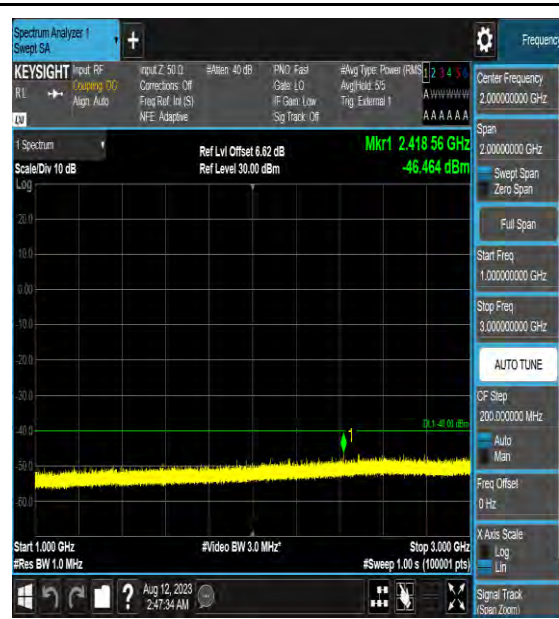 Spectrum Analyzer 1
Swept SA
Frequency
KEYSIGHT
Input: RF
Coupling: DC
Align: Auto
Input Z: 50 Ω
Corrections: Off
Freq Ref: Int (S)
NFE: Adaptive
#Atten: 40 dB
PNO: Fast
Gate: LO
IF Gain: Low
Sig Track: Off
#Avg Type: Power (RMS
Avg|Hold: 5/5
Trig: External 1
1 2 3 4 5 6
A W W W W W
A A A A A A
R L
LW
1 Spectrum
Scale/Div 10 dB
Log
Ref Lvl Offset 6.62 dB
Ref Level 30.00 dBm
Mkr1 2.418 56 GHz
-46.464 dBm
20.0
10.0
0.00
-10.0
-20.0
-30.0
-40.0
-50.0
-60.0
DL1 -40.00 dBm
1
Start 1.000 GHz
#Res BW 1.0 MHz
#Video BW 3.0 MHz*
Stop 3.000 GHz
#Sweep 1.00 s (100001 pts)
Center Frequency
2.000000000 GHz
Span
2.00000000 GHz
Swept Span
Zero Span
Full Span
Start Freq
1.000000000 GHz
Stop Freq
3.000000000 GHz
AUTO TUNE
CF Step
200.000000 MHz
Auto
Man
Freq Offset
0 Hz
X Axis Scale
Log
Lin
Signal Track
(Span Zoom)
Aug 12, 2023
2:47:34 AM